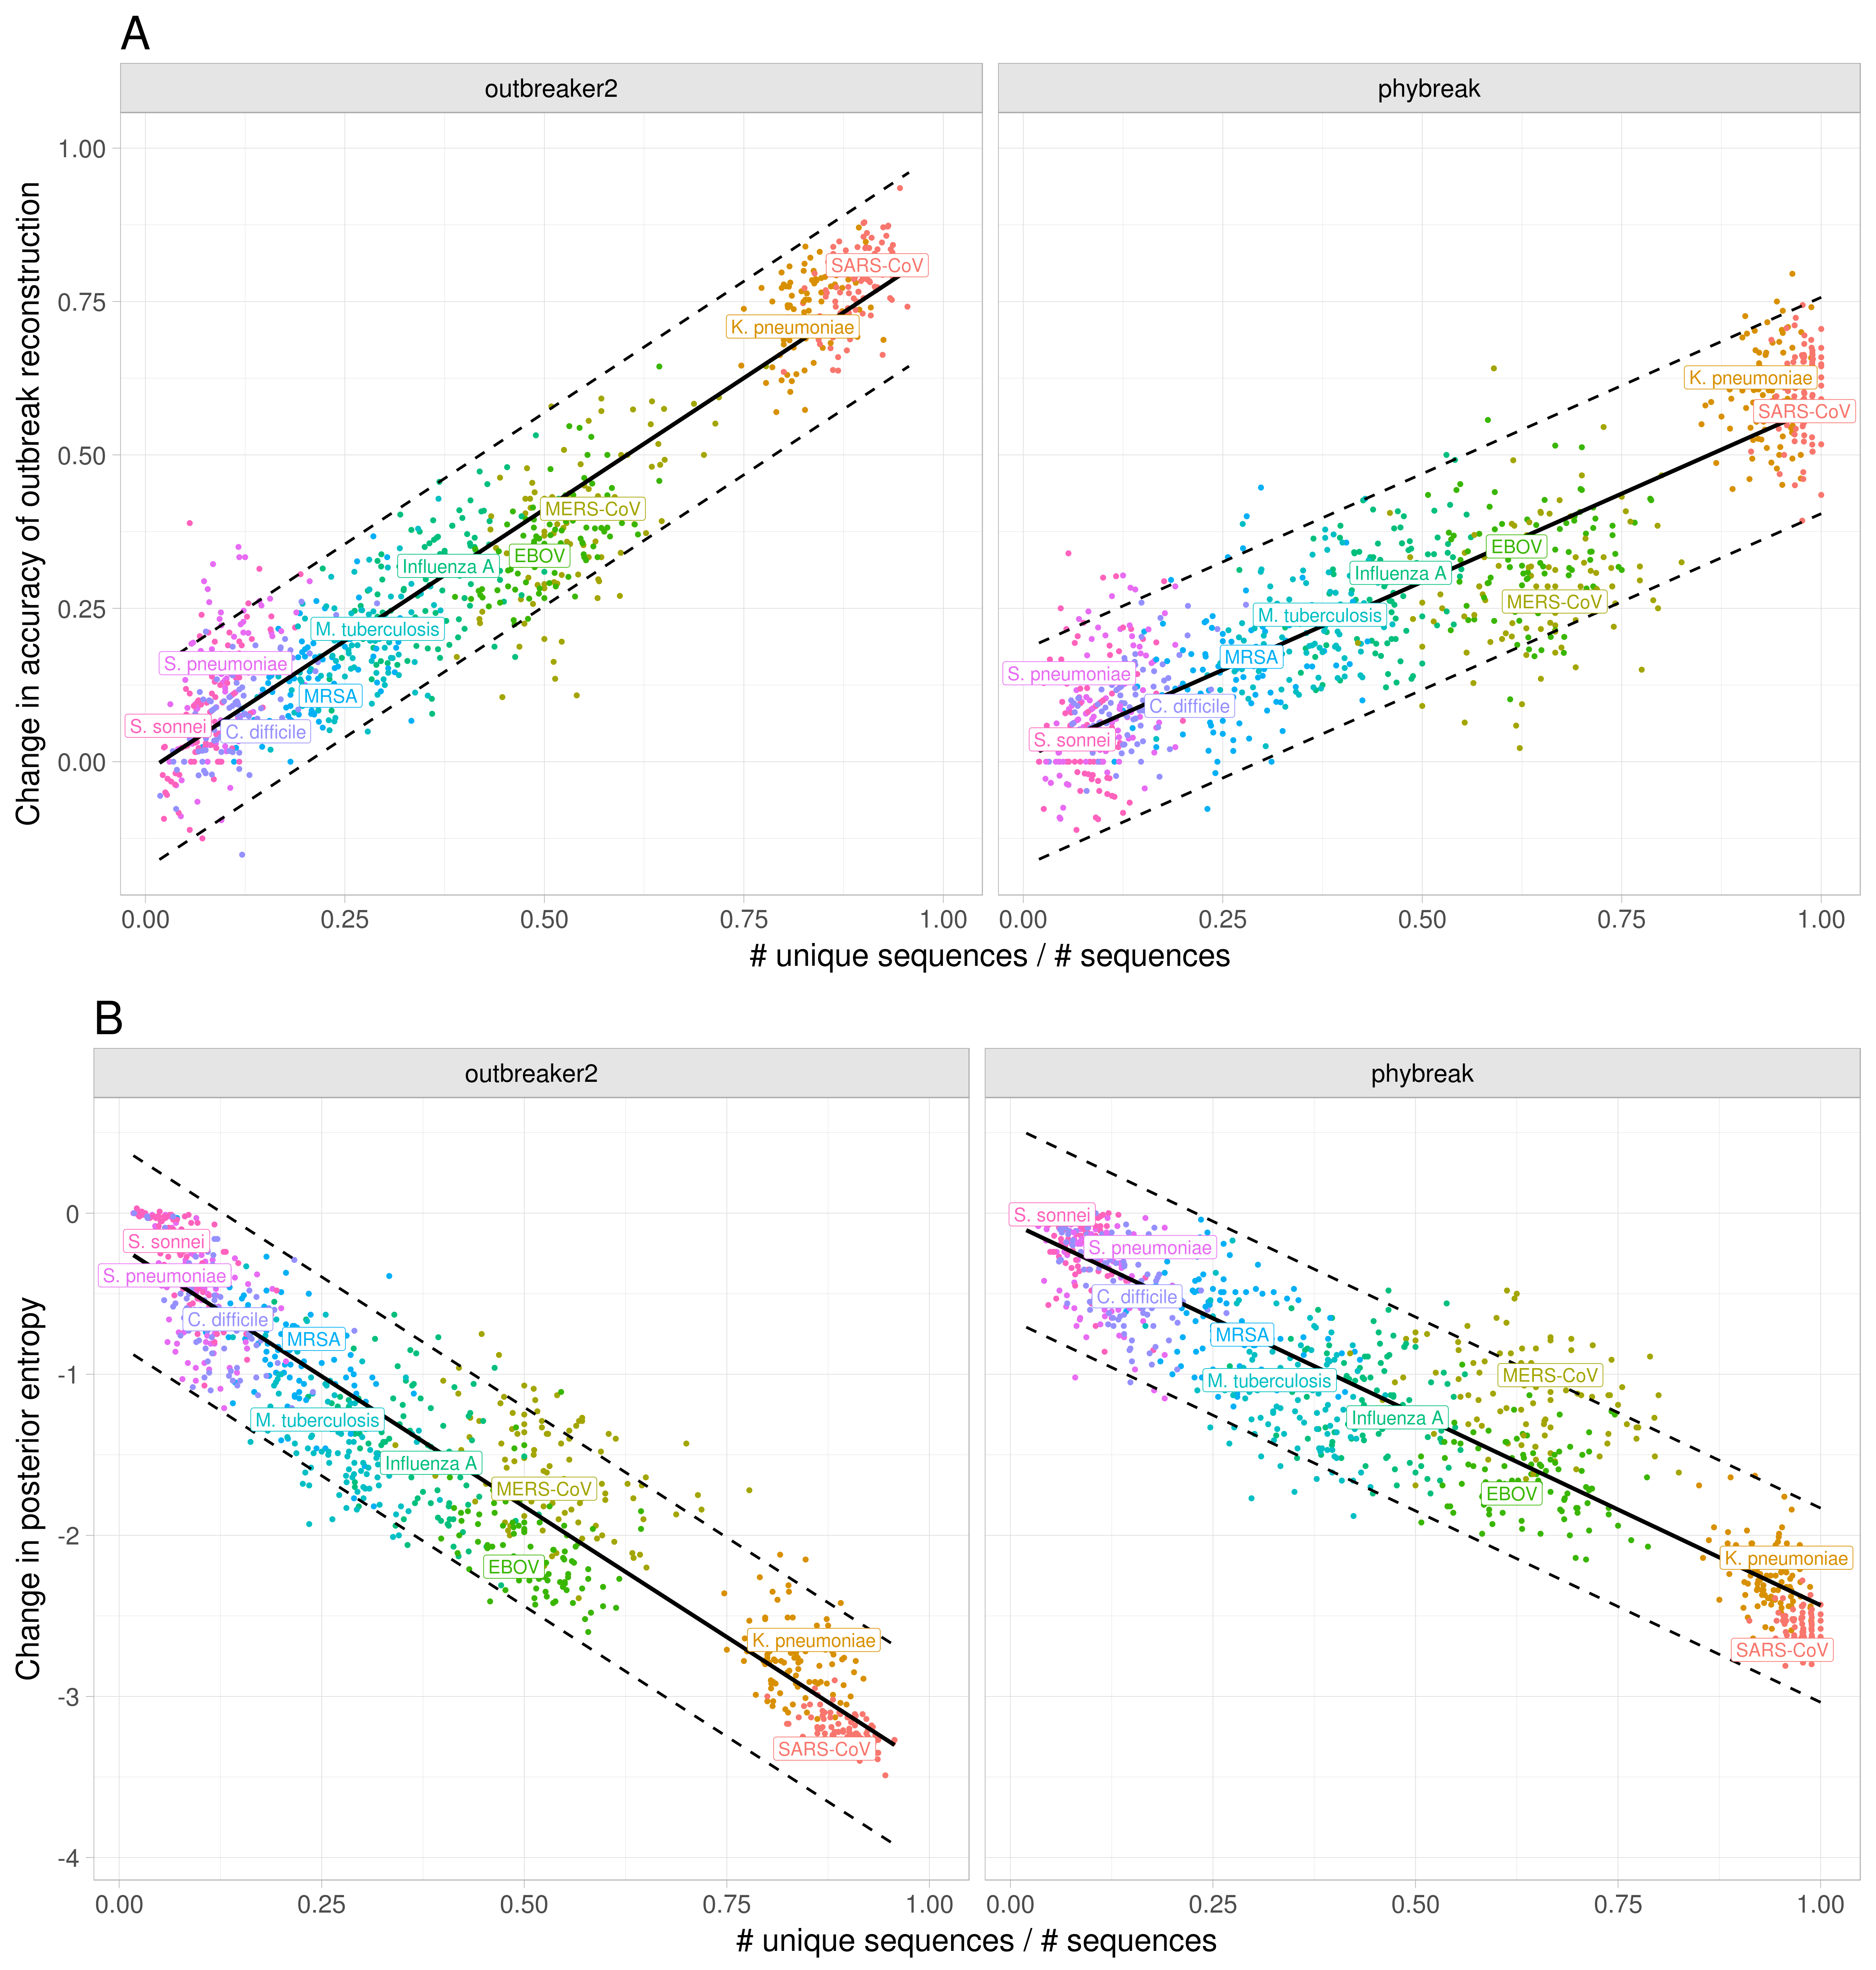 A
outbreaker2
phybreak
Change in accuracy of outbreak reconstruction
1.00
0.75
0.50
0.25
0.00
SARS-CoV
K. pneumoniae
MERS-CoV
EBOV
Influenza A
M. tuberculosis
S. pneumoniae
MRSA
S. sonnei
C. difficile
K. pneumoniae
SARS-CoV
EBOV
Influenza A
MERS-CoV
M. tuberculosis
MRSA
S. pneumoniae
C. difficile
S. sonnei
0.00 0.25 0.50 0.75 1.00
0.00 0.25 0.50 0.75 1.00
# unique sequences / # sequences
B
outbreaker2
phybreak
Change in posterior entropy
0
-1
-2
-3
-4
S. sonnei
S. pneumoniae
C. difficile
MRSA
M. tuberculosis
Influenza A
MERS-CoV
EBOV
K. pneumoniae
SARS-CoV
S. sonnei
S. pneumoniae
C. difficile
MRSA
M. tuberculosis
MERS-CoV
Influenza A
EBOV
K. pneumoniae
SARS-CoV
0.00 0.25 0.50 0.75 1.00
0.00 0.25 0.50 0.75 1.00
# unique sequences / # sequences